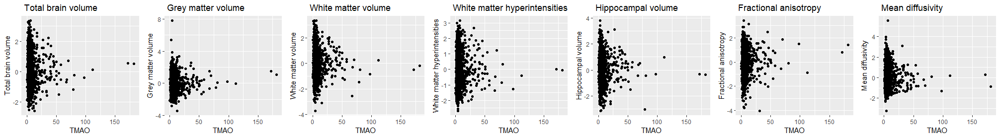 Total brain volume
Total brain volume
2
0
-2
0 50 100 150
TMAO
Grey matter volume
Grey matter volume
8
4
0
-4
0 50 100 150
TMAO
White matter volume
White matter volume
2
0
-2
-4
0 50 100 150
TMAO
White matter hyperintensities
White matter hyperintensities
3
2
1
0
-1
-2
0 50 100 150
TMAO
Hippocampal volume
Hippocampal volume
4
2
0
-2
0 50 100 150
TMAO
Fractional anisotropy
Fractional anisotropy
2
0
-2
-4
0 50 100 150
TMAO
Mean diffusivity
Mean diffusivity
4
2
0
-2
0 50 100 150
TMAO